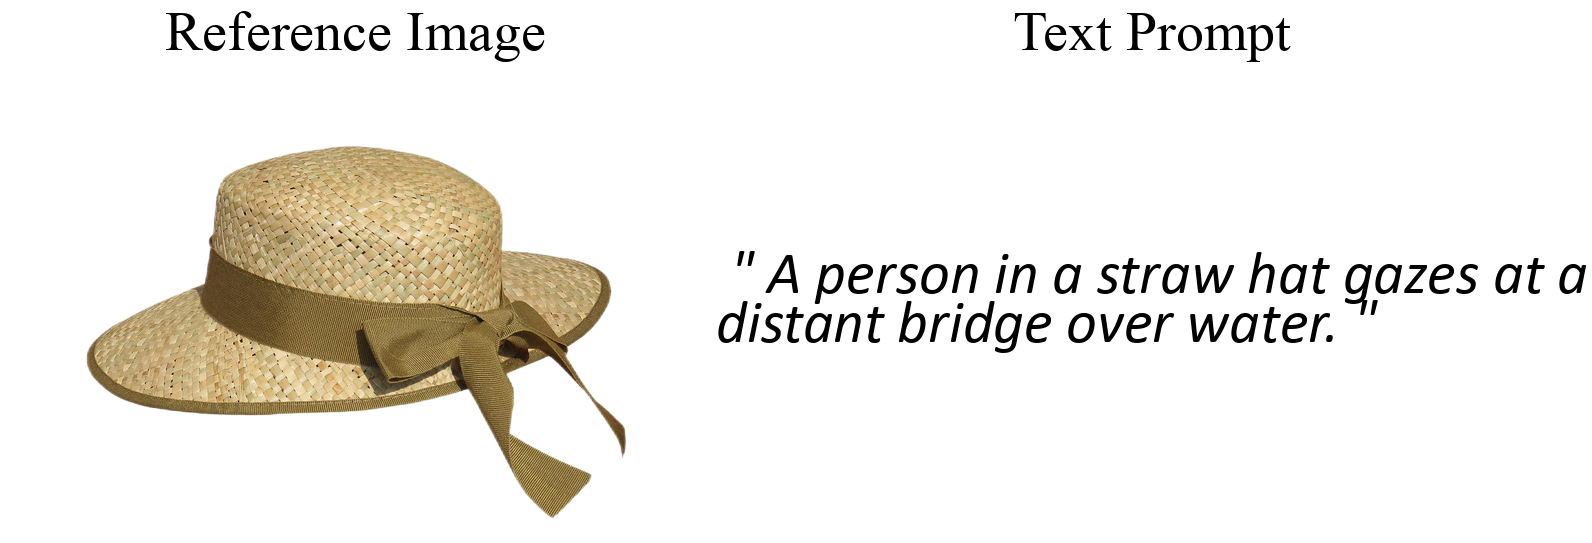 Reference Image
Text Prompt
" A person in a straw hat gazes at a
distant bridge over water. "